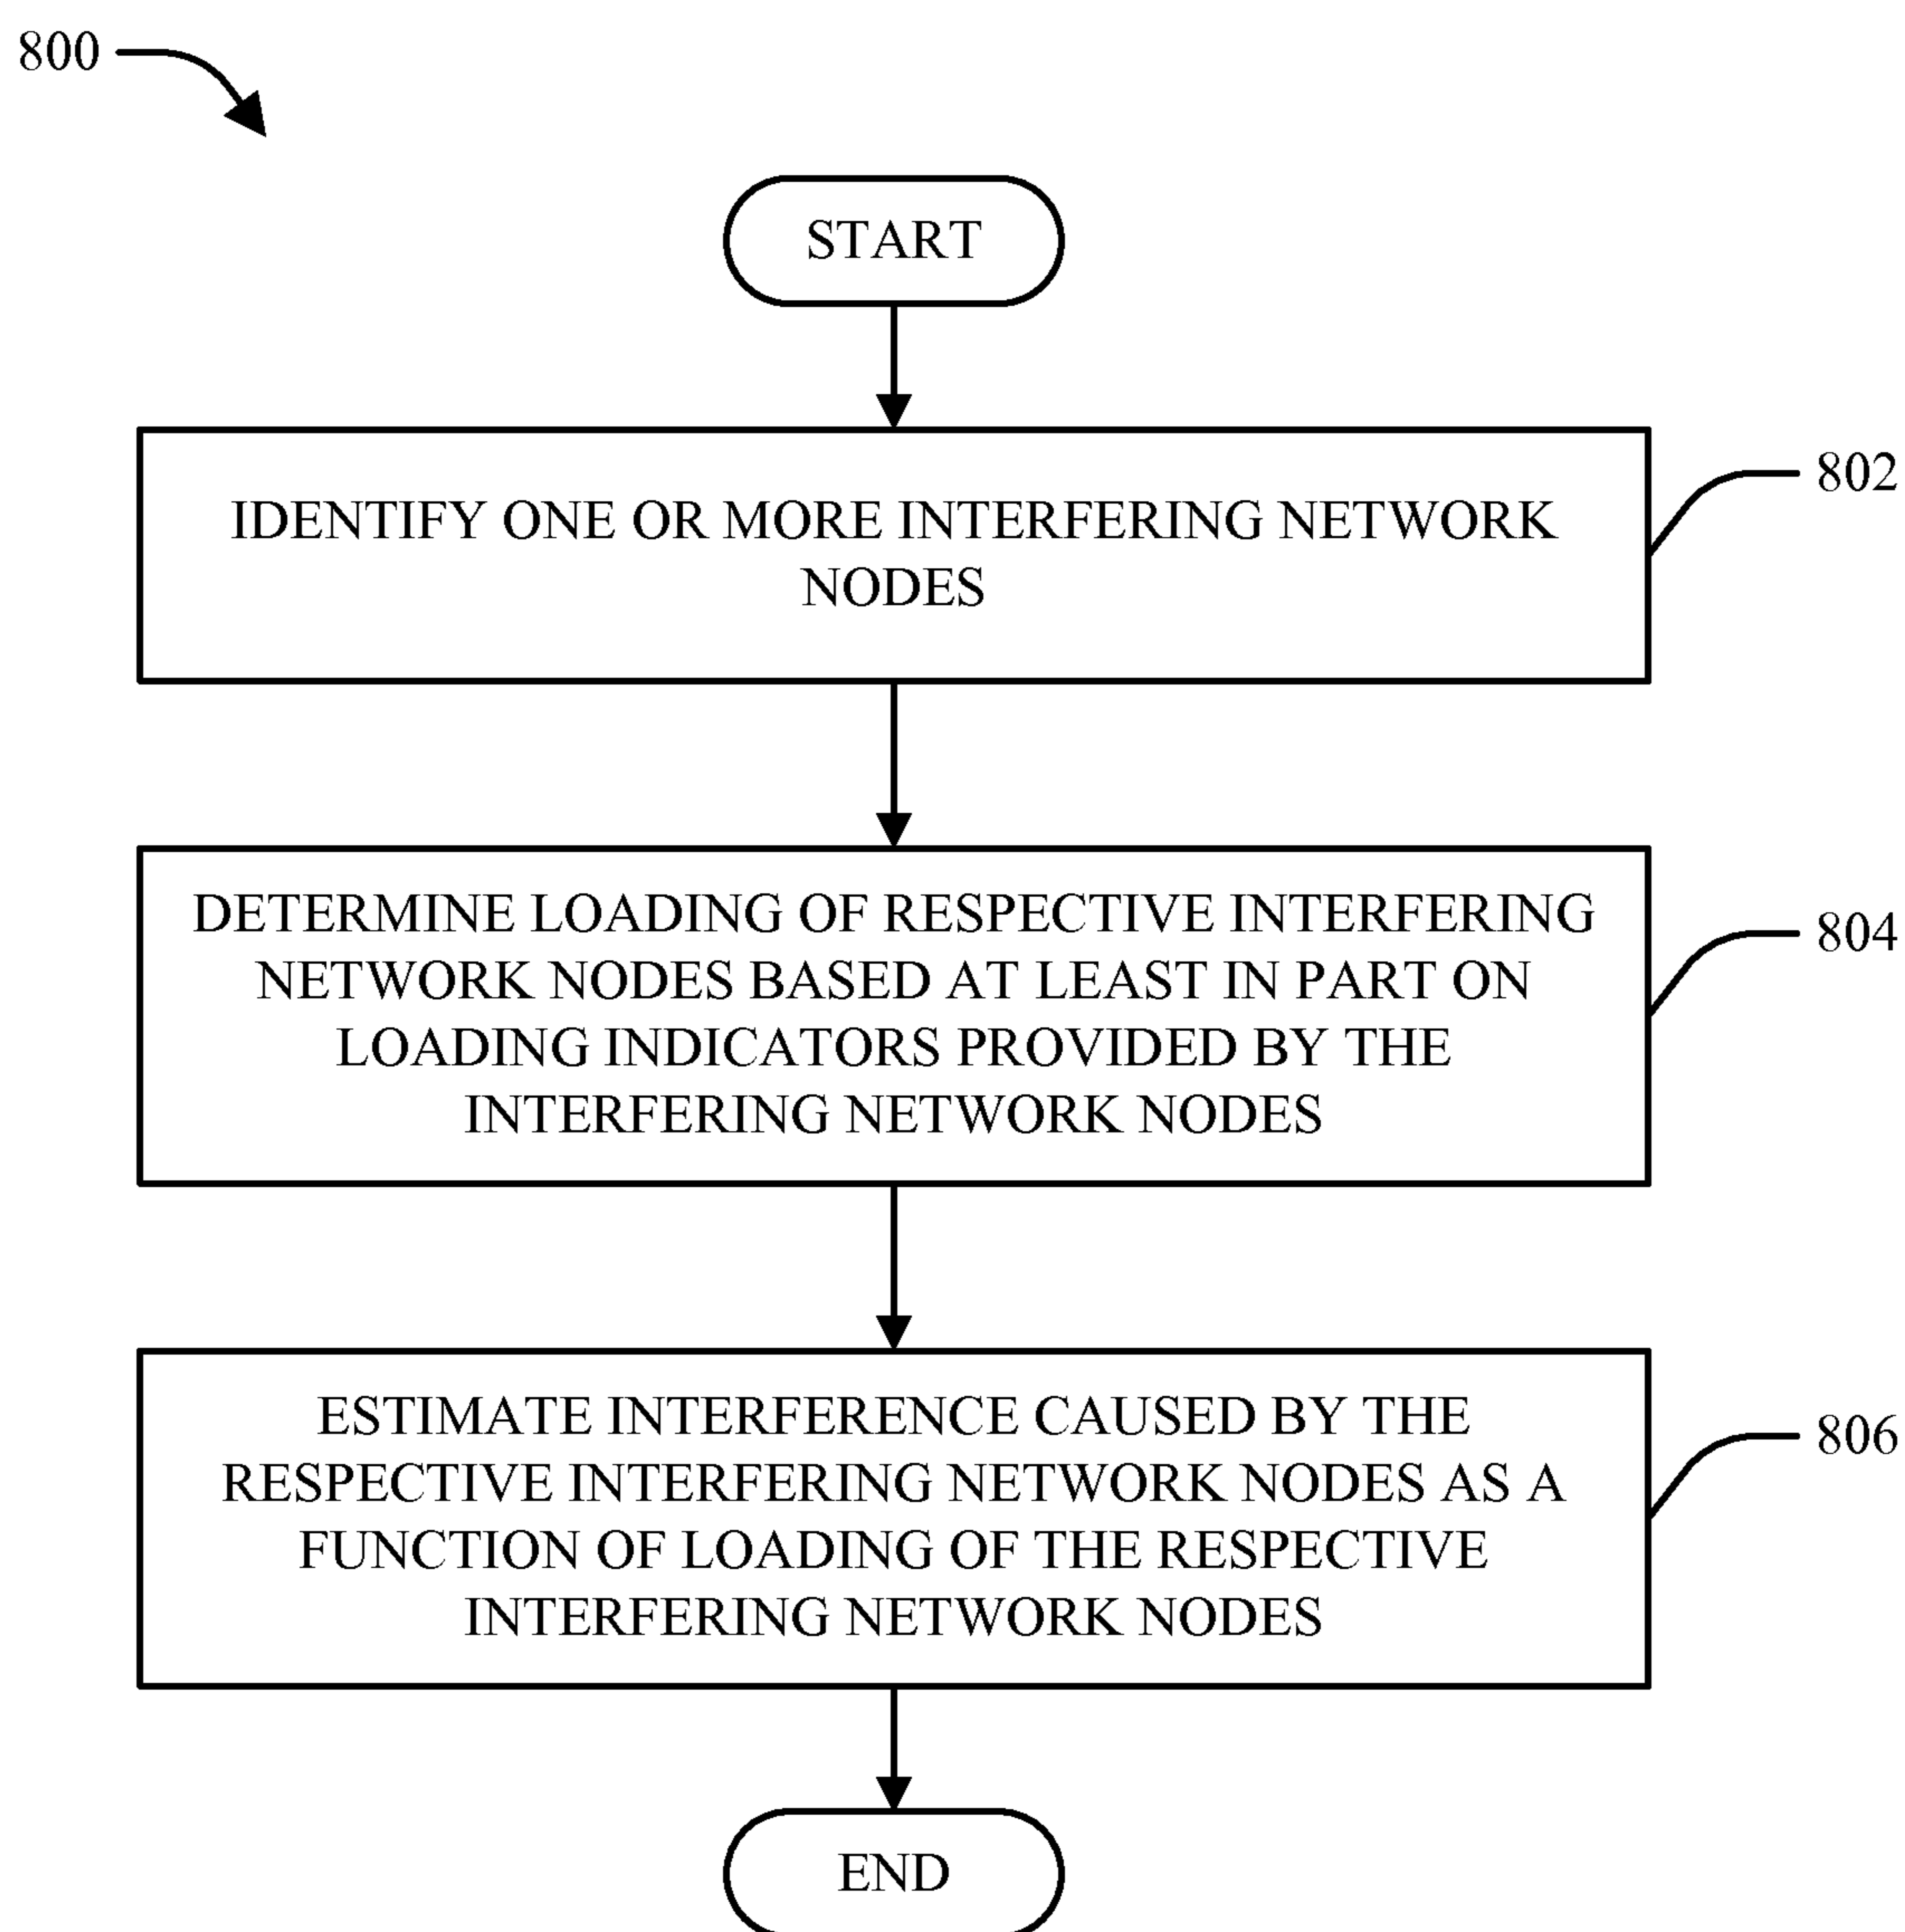 800
START
IDENTIFY ONE OR MORE INTERFERING NETWORK
NODES
802
DETERMINE LOADING OF RESPECTIVE INTERFERING
NETWORK NODES BASED AT LEAST IN PART ON
LOADING INDICATORS PROVIDED BY THE
INTERFERING NETWORK NODES
804
ESTIMATE INTERFERENCE CAUSED BY THE
RESPECTIVE INTERFERING NETWORK NODES AS A
FUNCTION OF LOADING OF THE RESPECTIVE
INTERFERING NETWORK NODES
806
END